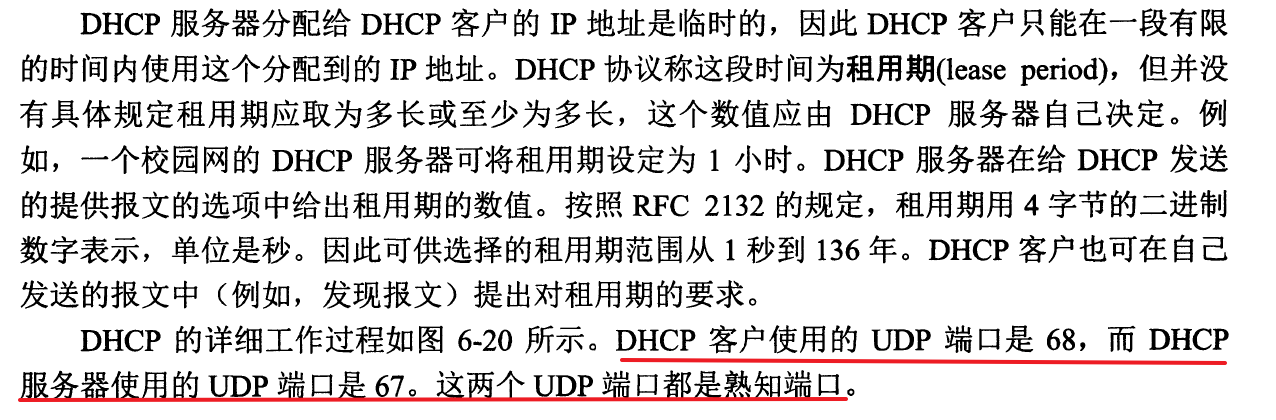 DHCP 服务器分配给 DHCP 客户的 IP 地址是临时的，因此 DHCP 客户只能在一段有限
的时间内使用这个分配到的 IP 地址。DHCP 协议称这段时间为租用期(lease period)，但并没
有具体规定租用期应取为多长或至少为多长，这个数值应由 DHCP 服务器自己决定。例
如，一个校园网的 DHCP 服务器可将租用期设定为 1 小时。DHCP 服务器在给 DHCP 发送
的提供报文的选项中给出租用期的数值。按照 RFC 2132 的规定，租用期用 4 字节的二进制
数字表示，单位是秒。因此可供选择的租用期范围从 1 秒到 136 年。DHCP 客户也可在自己
发送的报文中（例如，发现报文）提出对租用期的要求。
DHCP 的详细工作过程如图 6-20 所示。DHCP 客户使用的 UDP 端口是 68，而 DHCP
服务器使用的 UDP 端口是 67。这两个 UDP 端口都是熟知端口。